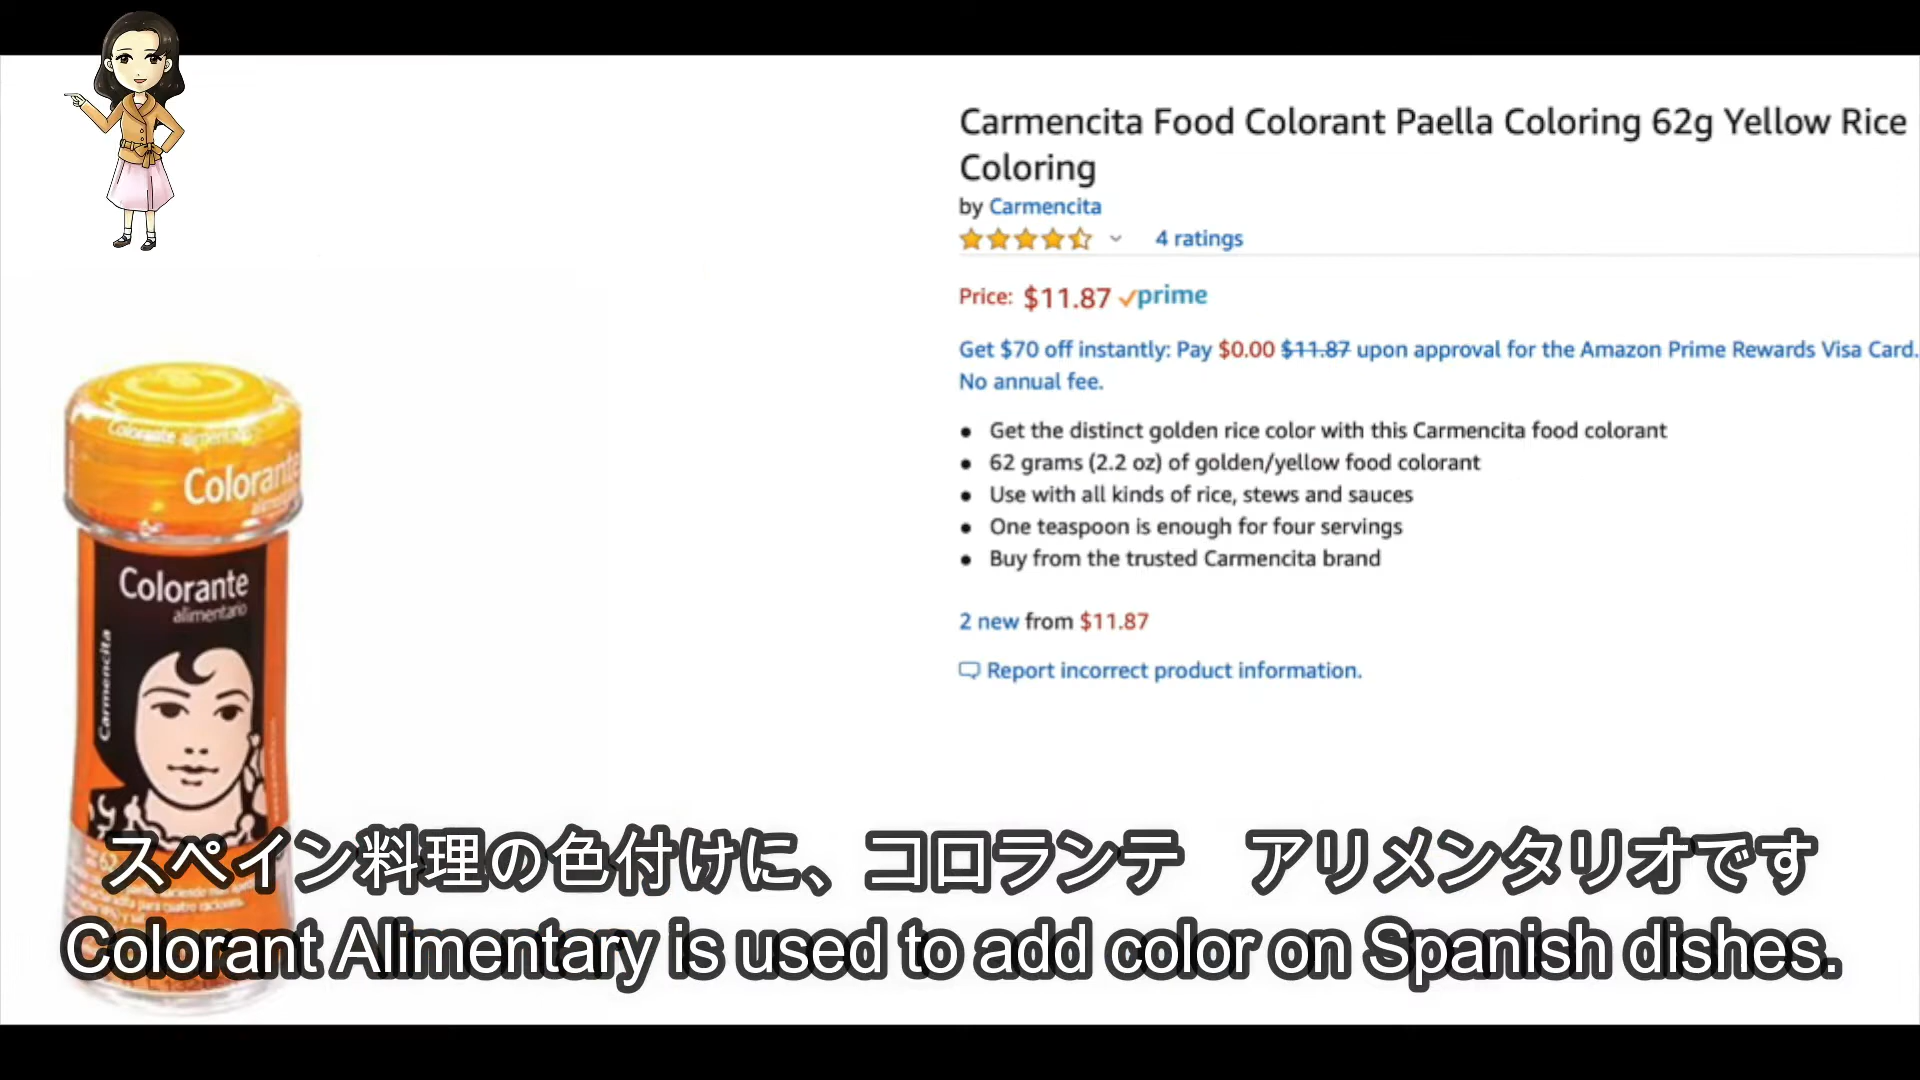 Carmencita Food Colorant Paella Coloring 62g Yellow Rice
Coloring
by Carmencita
4 ratings
Price: $11.87 prime
Get $70 off instantly: Pay $0.00 $11.87 upon approval for the Amazon Prime Rewards Visa Card.
No annual fee.
● Get the distinct golden rice color with this Carmencita food colorant
● 62 grams (2.2 oz) of golden/yellow food colorant
● Use with all kinds of rice, stews and sauces
● One teaspoon is enough for four servings
● Buy from the trusted Carmencita brand
2 new from $11.87
Report incorrect product information.
Colorante alimentario
Colorante
Colorante
alimentario
Carmencita
スペイン料理の色付けに、コロランテ　アリメンタリオです
Colorant Alimentary is used to add color on Spanish dishes.